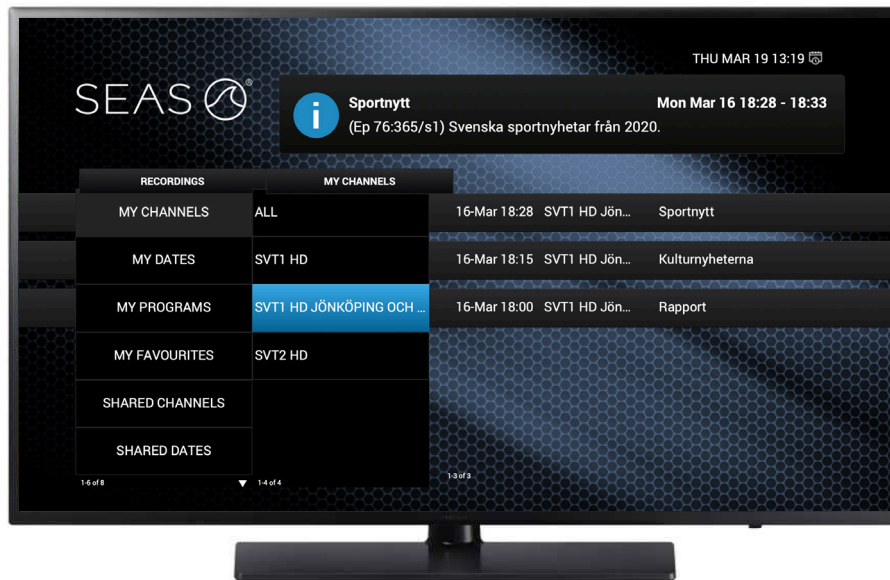 THU MAR 19 13:19
SEAS ®
i
Sportnytt Mon Mar 16 18:28 - 18:33
(Ep 76:365/s1) Svenska sportnyhetar från 2020.
RECORDINGS MY CHANNELS
MY CHANNELS ALL 16-Mar 18:28 SVT1 HD Jön... Sportnytt
MY DATES SVT1 HD 16-Mar 18:15 SVT1 HD Jön... Kulturnyheterna
MY PROGRAMS SVT1 HD JÖNKÖPING OCH ... 16-Mar 18:00 SVT1 HD Jön... Rapport
MY FAVOURITES SVT2 HD
SHARED CHANNELS
SHARED DATES
1-6 of 8 1-4 of 4 1-3 of 3